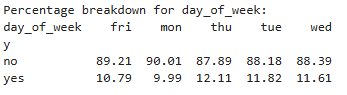 Percentage breakdown for day_of_week:
day_of_week    fri    mon    thu    tue    wed
y
no           89.21  90.01  87.89  88.18  88.39
yes          10.79   9.99  12.11  11.82  11.61